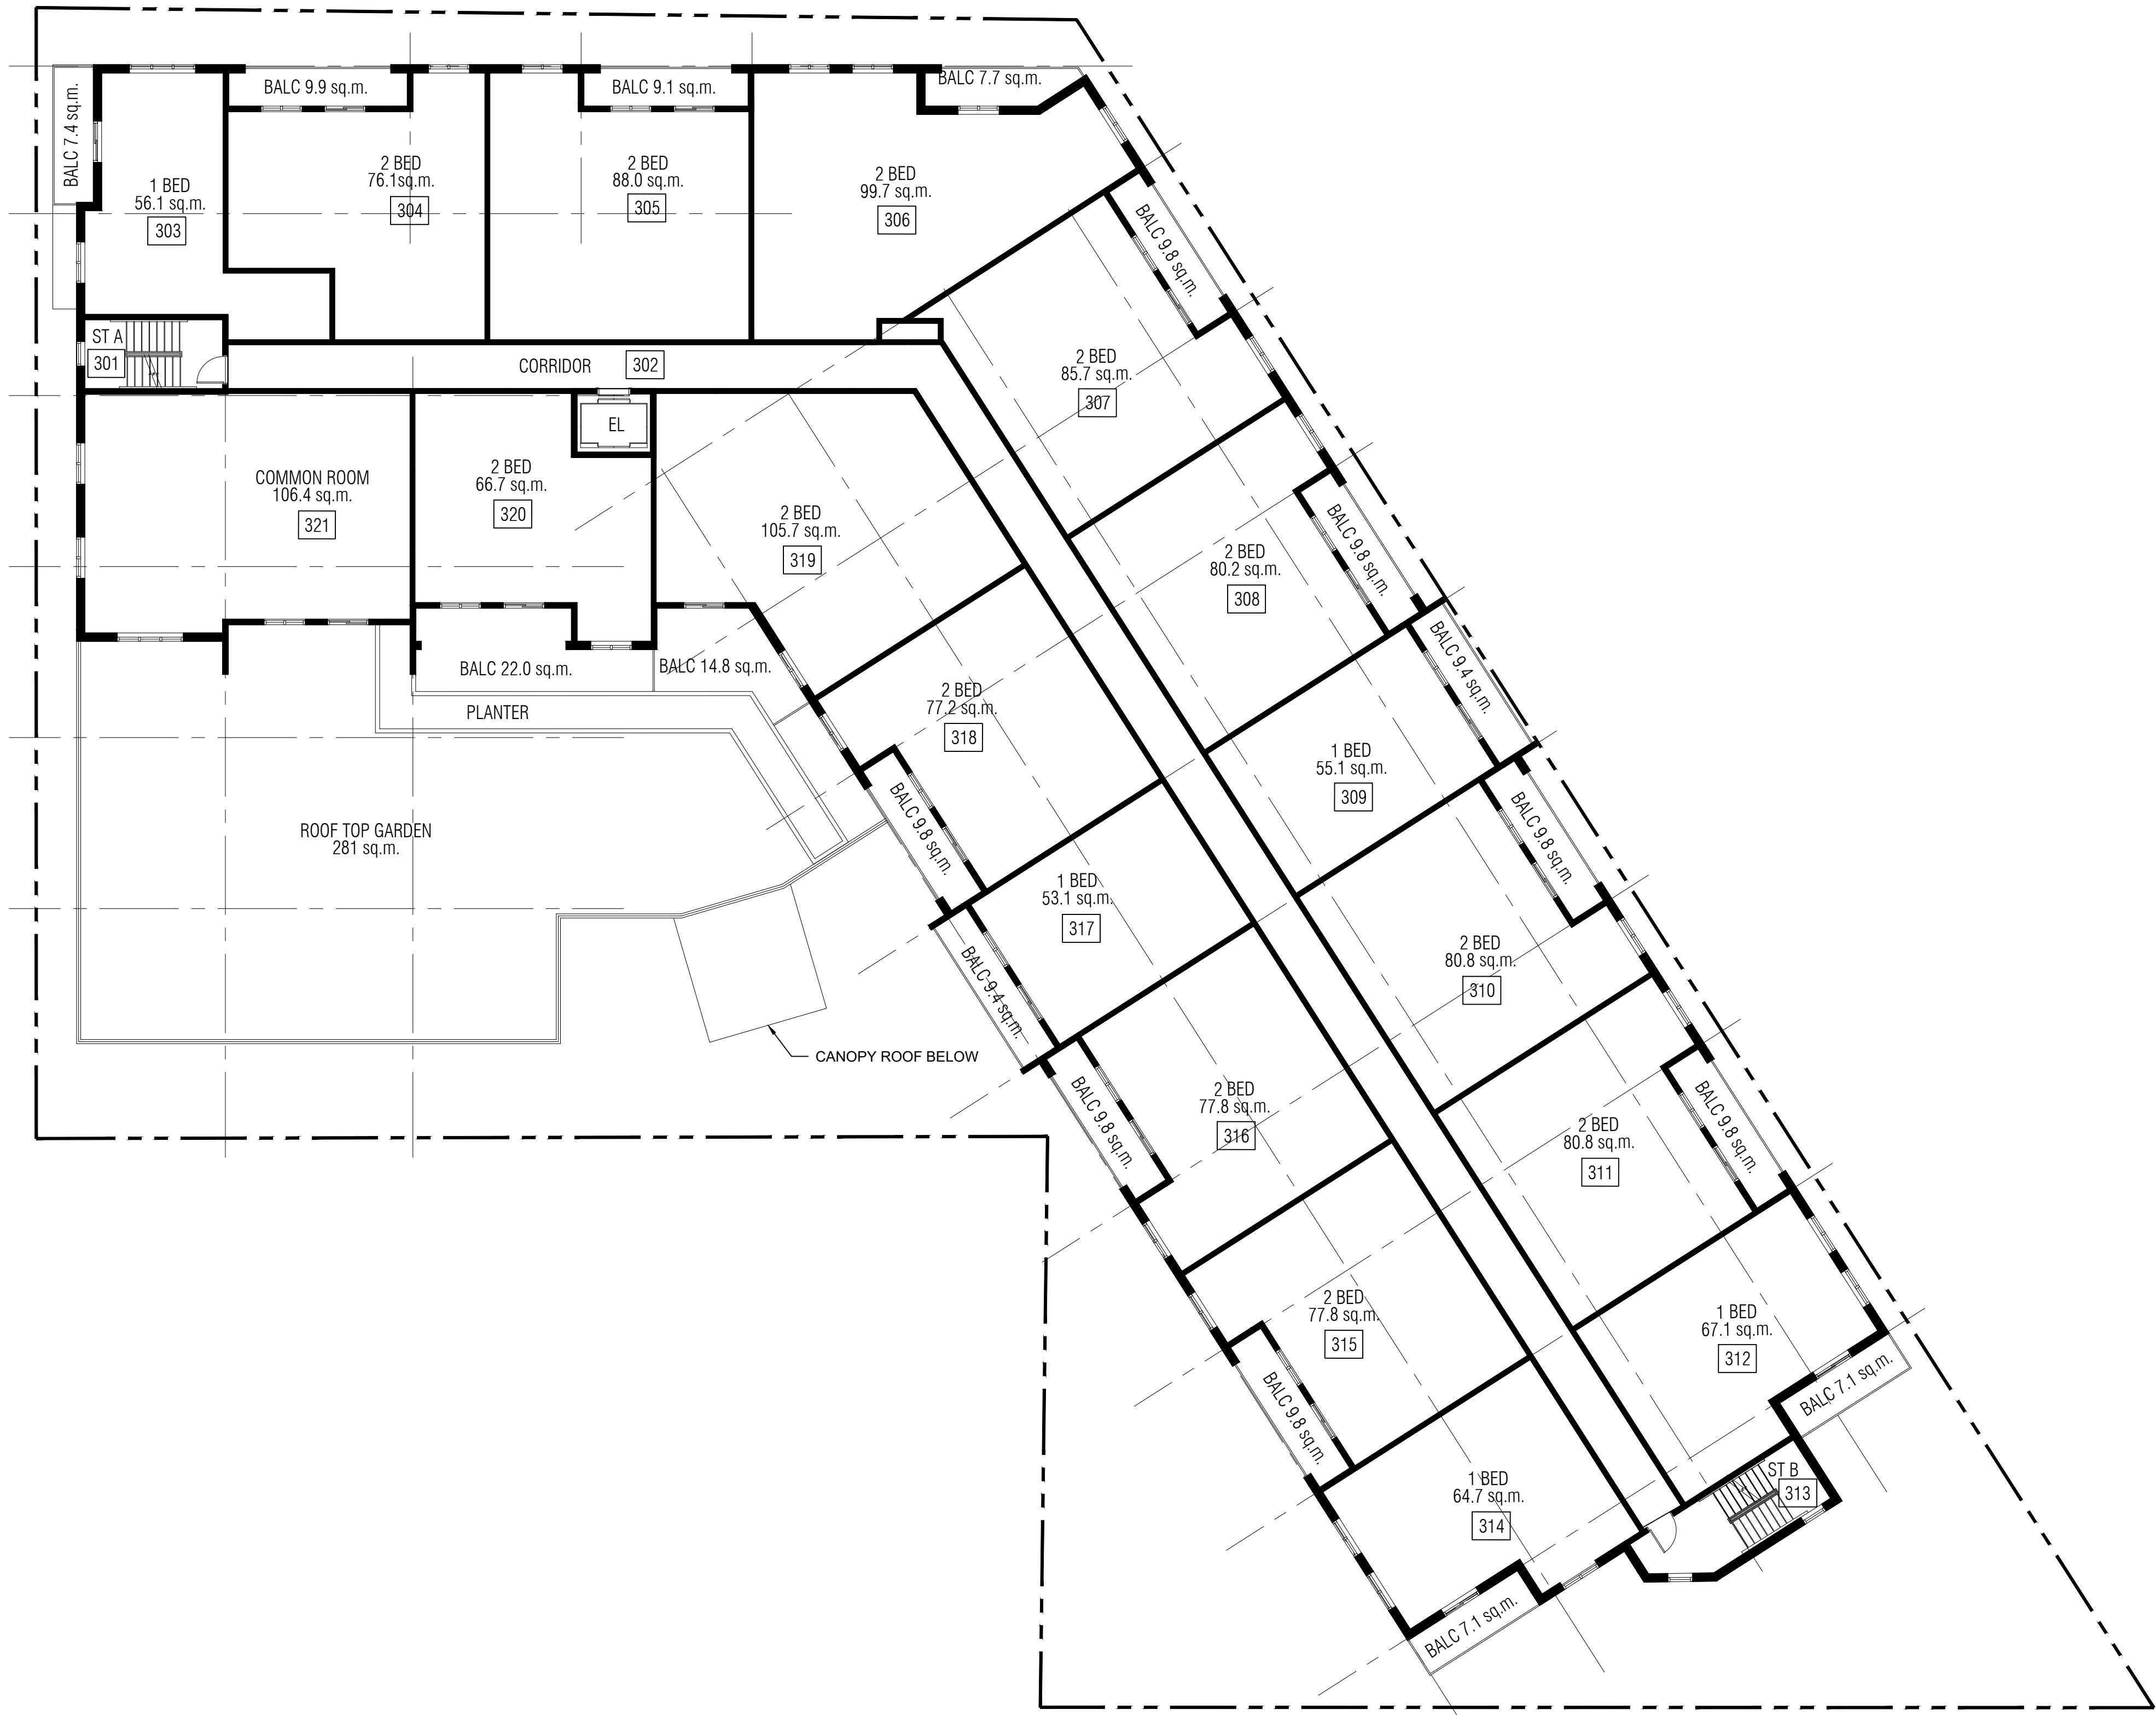 BALC 7.4 sq.m.
BALC 9.9 sq.m.
BALC 9.1 sq.m.
BALC 7.7 sq.m.
1 BED
56.1 sq.m.
303
2 BED
76.1sq.m.
304
2 BED
88.0 sq.m.
305
2 BED
99.7 sq.m.
306
BALC 9.8 sq.m.
ST A
301
CORRIDOR
302
2 BED
85.7 sq.m.
307
EL
COMMON ROOM
106.4 sq.m.
321
2 BED
66.7 sq.m.
320
2 BED
105.7 sq.m.
319
2 BED
80.2 sq.m.
308
BALC 9.8 sq.m.
BALC 9.4 sq.m.
BALC 22.0 sq.m.
BALC 14.8 sq.m.
PLANTER
2 BED
77.2 sq.m.
318
1 BED
55.1 sq.m.
309
BALC 9.8 sq.m.
ROOF TOP GARDEN
281 sq.m.
BALC 9.8 sq.m.
1 BED
53.1 sq.m.
317
2 BED
80.8 sq.m.
310
BALC 9.4 sq.m.
CANOPY ROOF BELOW
BALC 9.8 sq.m.
2 BED
77.8 sq.m.
316
2 BED
80.8 sq.m.
311
BALC 9.8 sq.m.
2 BED
77.8 sq.m.
315
1 BED
67.1 sq.m.
312
BALC 7.1 sq.m.
BALC 9.8 sq.m.
1 BED
64.7 sq.m.
314
ST B
313
BALC 7.1 sq.m.